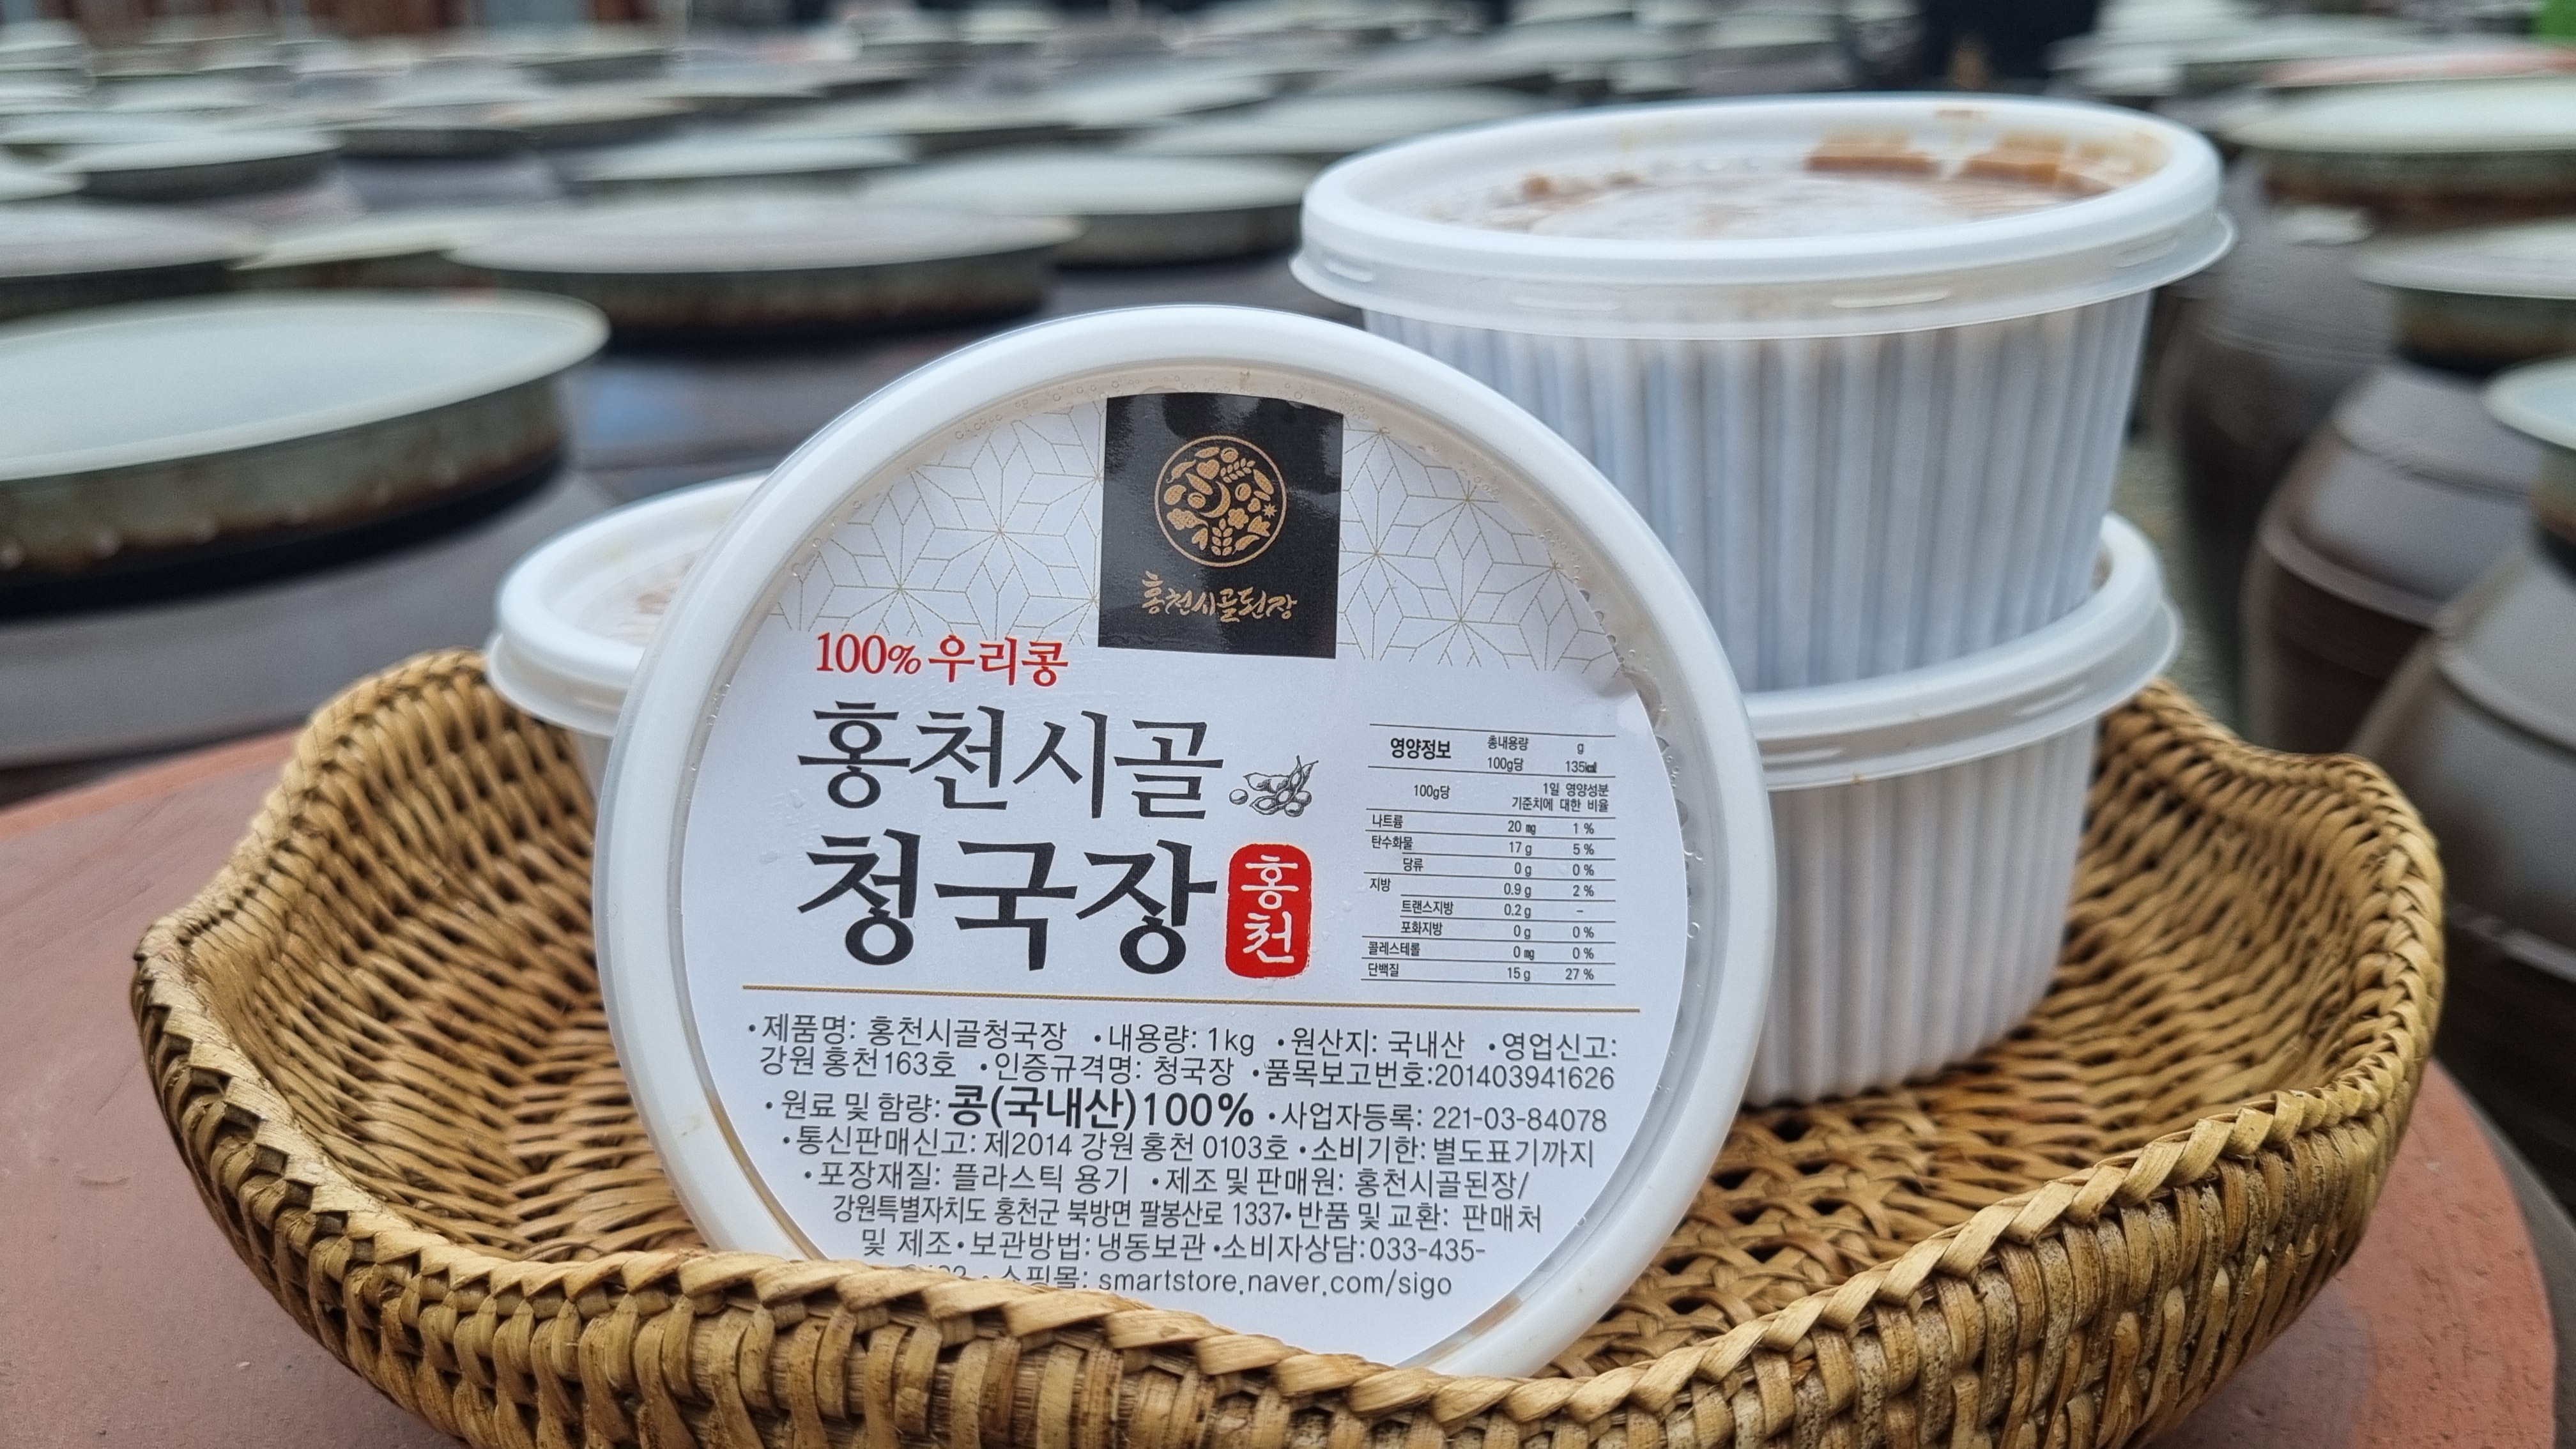 홍천시골된장
100%우리콩
홍천시골
청국장
홍천
영양정보 총내용량 g
100g당 135㎉
100g당 1일 영양성분
기준치에 대한 비율
나트륨 20 ㎎ 1 %
탄수화물 17 g 5 %
당류 0 g 0 %
지방 0.9 g 2 %
트랜스지방 0.2 g –
포화지방 0 g 0 %
콜레스테롤 0 ㎎ 0 %
단백질 15 g 27 %
•제품명: 홍천시골청국장 •내용량: 1kg •원산지: 국내산 •영업신고:
강원 홍천163호 •인증규격명: 청국장 •품목보고번호:201403941626
•원료 및 함량: 콩(국내산)100% •사업자등록: 221-03-84078
•통신판매신고: 제2014 강원 홍천 0103호 •소비기한: 별도표기까지
•포장재질: 플라스틱 용기 •제조 및 판매원: 홍천시골된장/
강원특별자치도 홍천군 북방면 팔봉산로 1337• 반품 및 교환: 판매처
및 제조•보관방법: 냉동보관 •소비자상담:033-435-
•쇼핑몰: smartstore.naver.com/sigo